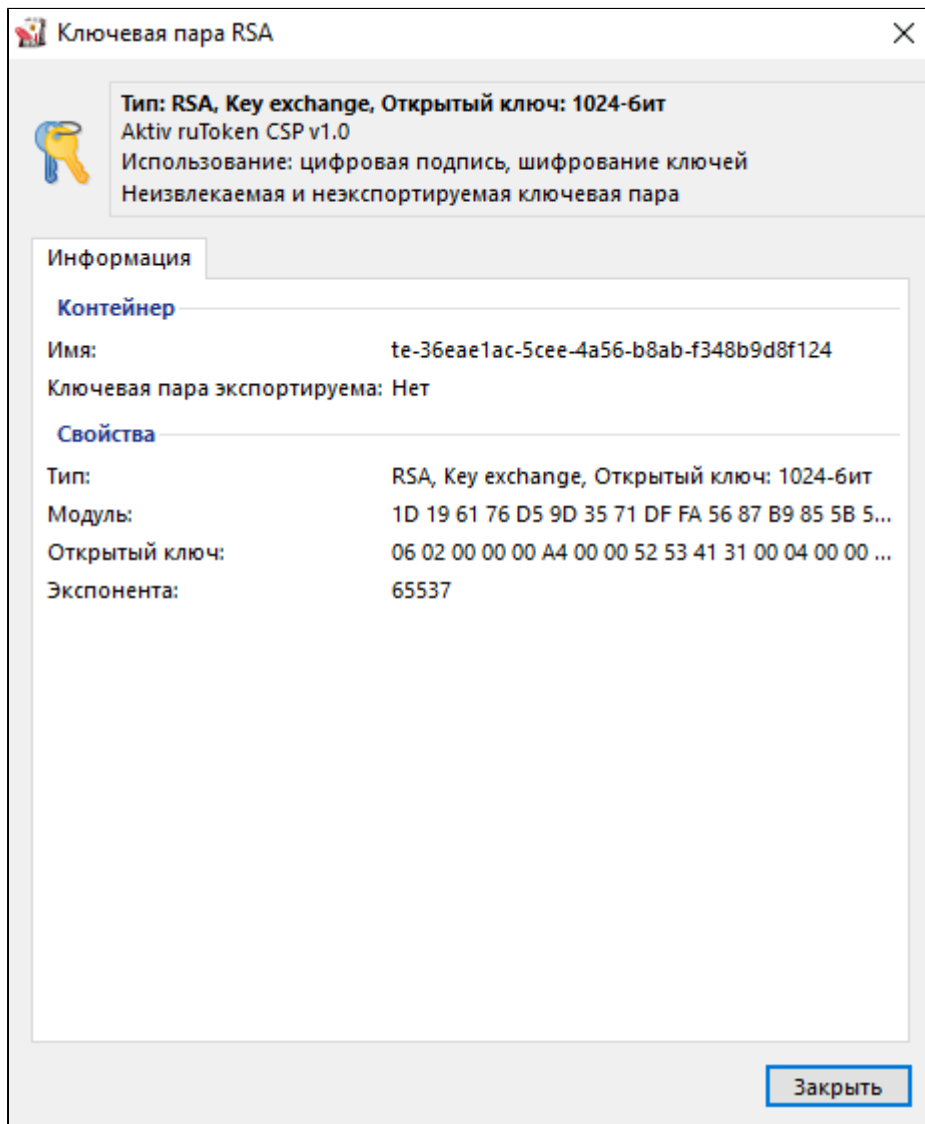 Ключевая пара RSA
Тип: RSA, Key exchange, Открытый ключ: 1024-бит
Aktiv ruToken CSP v1.0
Использование: цифровая подпись, шифрование ключей
Неизвлекаемая и неэкспортируемая ключевая пара
Информация
Контейнер
Имя: te-36eae1ac-5cee-4a56-b8ab-f348b9d8f124
Ключевая пара экспортируема: Нет
Свойства
Тип: RSA, Key exchange, Открытый ключ: 1024-бит
Модуль: 1D 19 61 76 D5 9D 35 71 DF FA 56 87 B9 85 5B 5...
Открытый ключ: 06 02 00 00 00 A4 00 00 52 53 41 31 00 04 00 00 ...
Экспонента: 65537
Закрыть